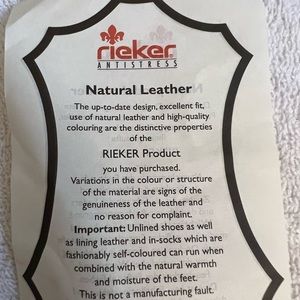 rieker
ANTISTRESS
Natural Leather
The up-to-date design, excellent fit,
use of natural leather and high-quality
colouring are the distinctive properties
of the
RIEKER Product
you have purchased.
Variations in the colour or structure
of the material are signs of the
genuineness of the leather and
no reason for complaint.
Important: Unlined shoes as well
as lining leather and in-socks which are
fashionably self-coloured can run when
combined with the natural warmth
and moisture of the feet.
This is not a manufacturing fault.